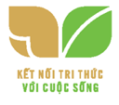 KẾT NỐI TRI THỨC
VỚI CUỘC SỐNG